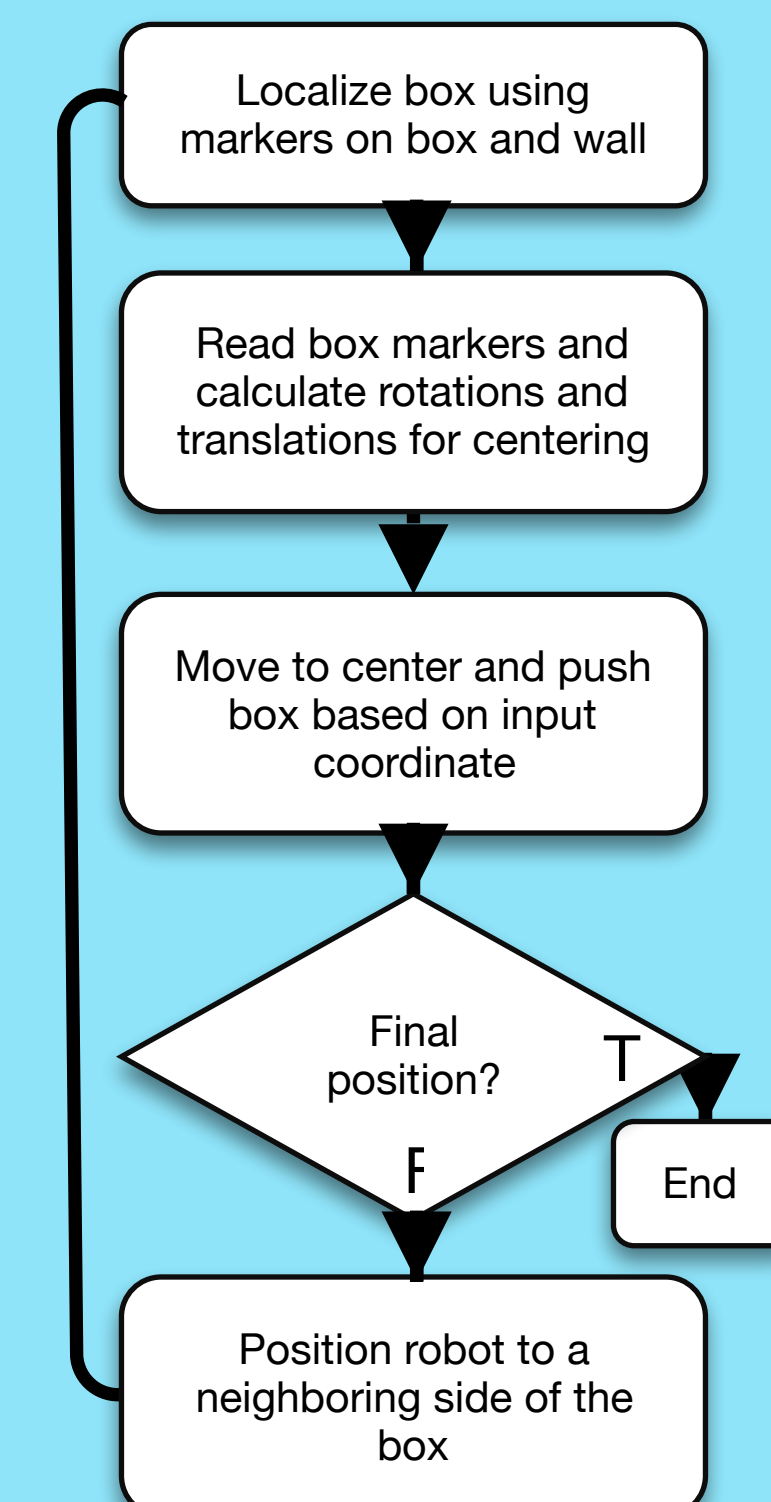 Localize box using
markers on box and wall
Read box markers and
calculate rotations and
translations for centering
Move to center and push
box based on input
coordinate
Final
position?
T
F
End
Position robot to a
neighboring side of the
box